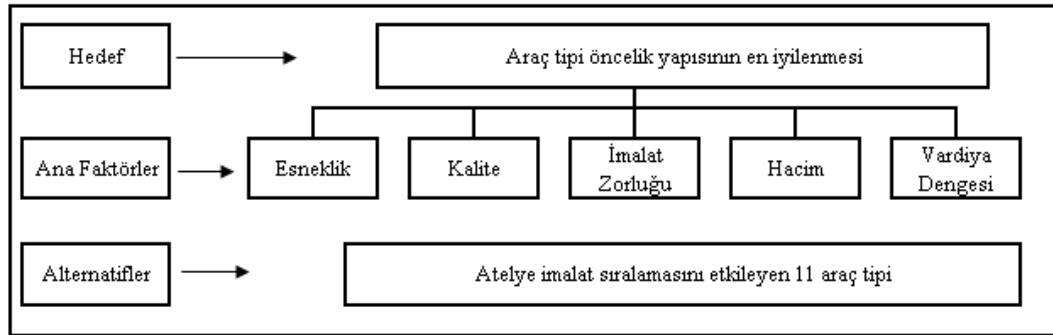 Hedef
Araç tipi öncelik yapısının en iyilenmesi
Ana Faktörler
Esneklik
Kalite
İmalat
Zorluğu
Hacim
Vardiya
Dengesi
Alternatifler
Atelye imalat sıralamasını etkileyen 11 araç tipi